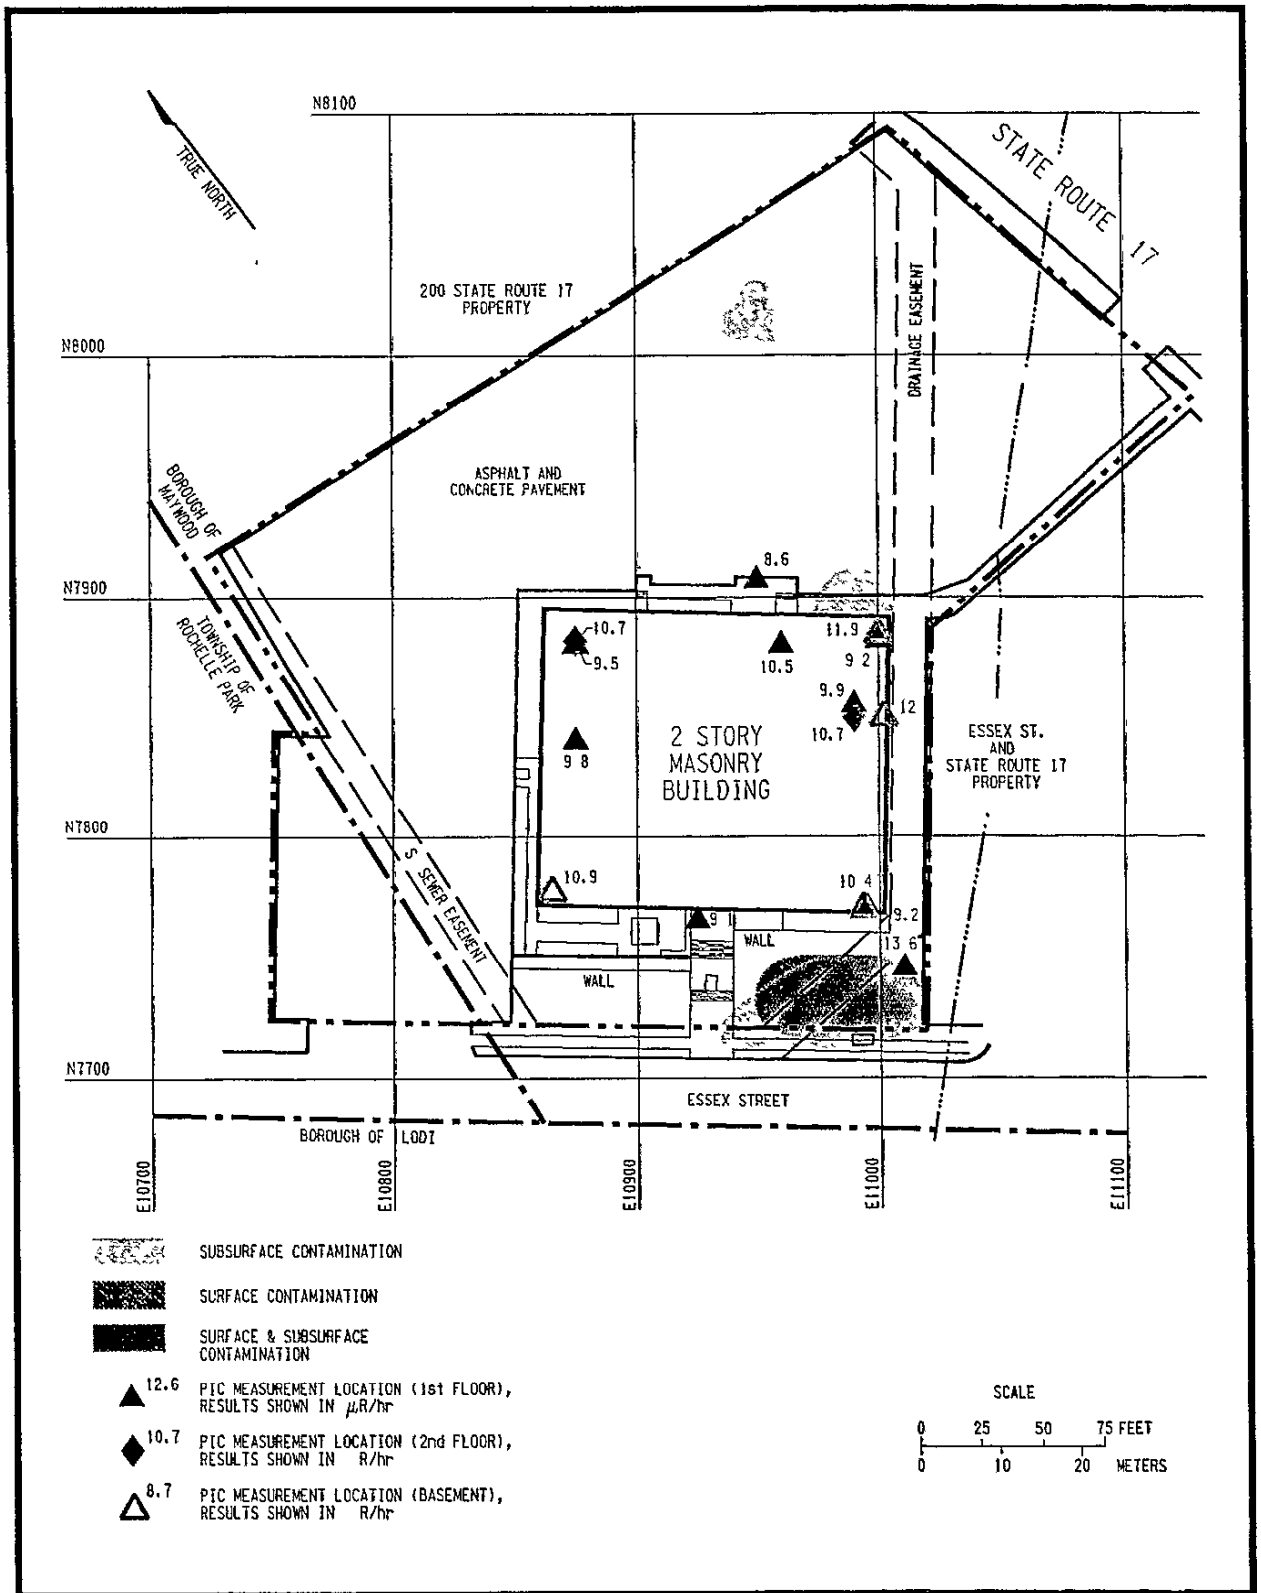 N8100
STATE ROUTE 17
TRUE NORTH
200 STATE ROUTE 17
PROPERTY
DRAINAGE EASEMENT
N8000
BOROUGH OF
MAYWOOD
ASPHALT AND
CONCRETE PAVEMENT
8.6
N7900
TOWNSHIP OF
ROCHELLE PARK
10.7
9.5
10.5
11.9
9 2
9.9
12
10.7
9 8
2 STORY
MASONRY
BUILDING
ESSEX ST.
AND
STATE ROUTE 17
PROPERTY
N7800
S SEWER EASEMENT
10.9
10 4
9 1
9.2
WALL
13 6
WALL
N7700
ESSEX STREET
BOROUGH OF LODI
E10700
E10800
E10900
E11000
E11100
SUBSURFACE CONTAMINATION
SURFACE CONTAMINATION
SURFACE & SUBSURFACE
CONTAMINATION
12.6 PIC MEASUREMENT LOCATION (1st FLOOR),
RESULTS SHOWN IN μR/hr
10.7 PIC MEASUREMENT LOCATION (2nd FLOOR),
RESULTS SHOWN IN R/hr
8.7 PIC MEASUREMENT LOCATION (BASEMENT),
RESULTS SHOWN IN R/hr
SCALE
0 25 50 75 FEET
0 10 20 METERS